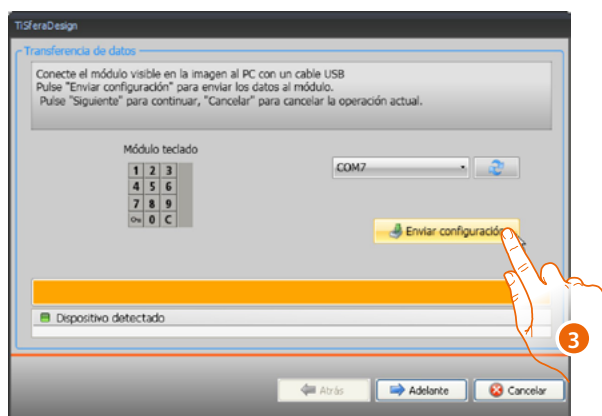 TiSferaDesign
Transferencia de datos
Conecte el módulo visible en la imagen al PC con un cable USB
Pulse "Enviar configuración" para enviar los datos al módulo.
Pulse "Siguiente" para continuar, "Cancelar" para cancelar la operación actual.
Módulo teclado
COM7
1 2 3
4 5 6
7 8 9
0 C
Enviar configuración
Dispositivo detectado
3
Atrás
Adelante
Cancelar